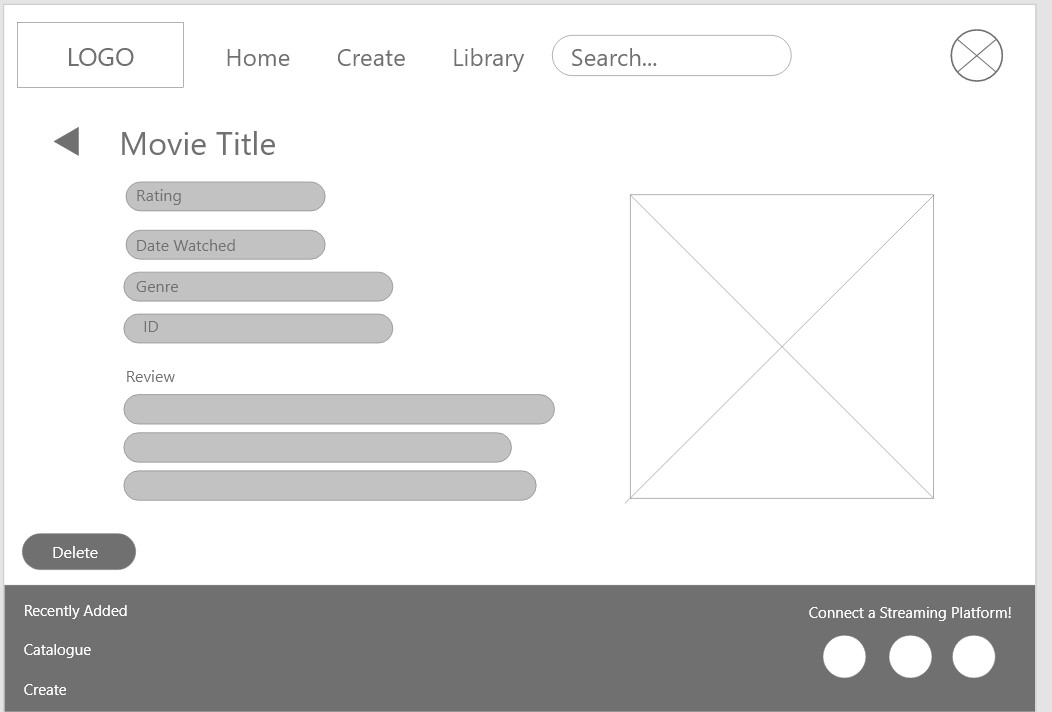 LOGO Home Create Library Search...
Movie Title
Rating
Date Watched
Genre
ID
Review
Delete
Recently Added
Catalogue
Create
Connect a Streaming Platform!